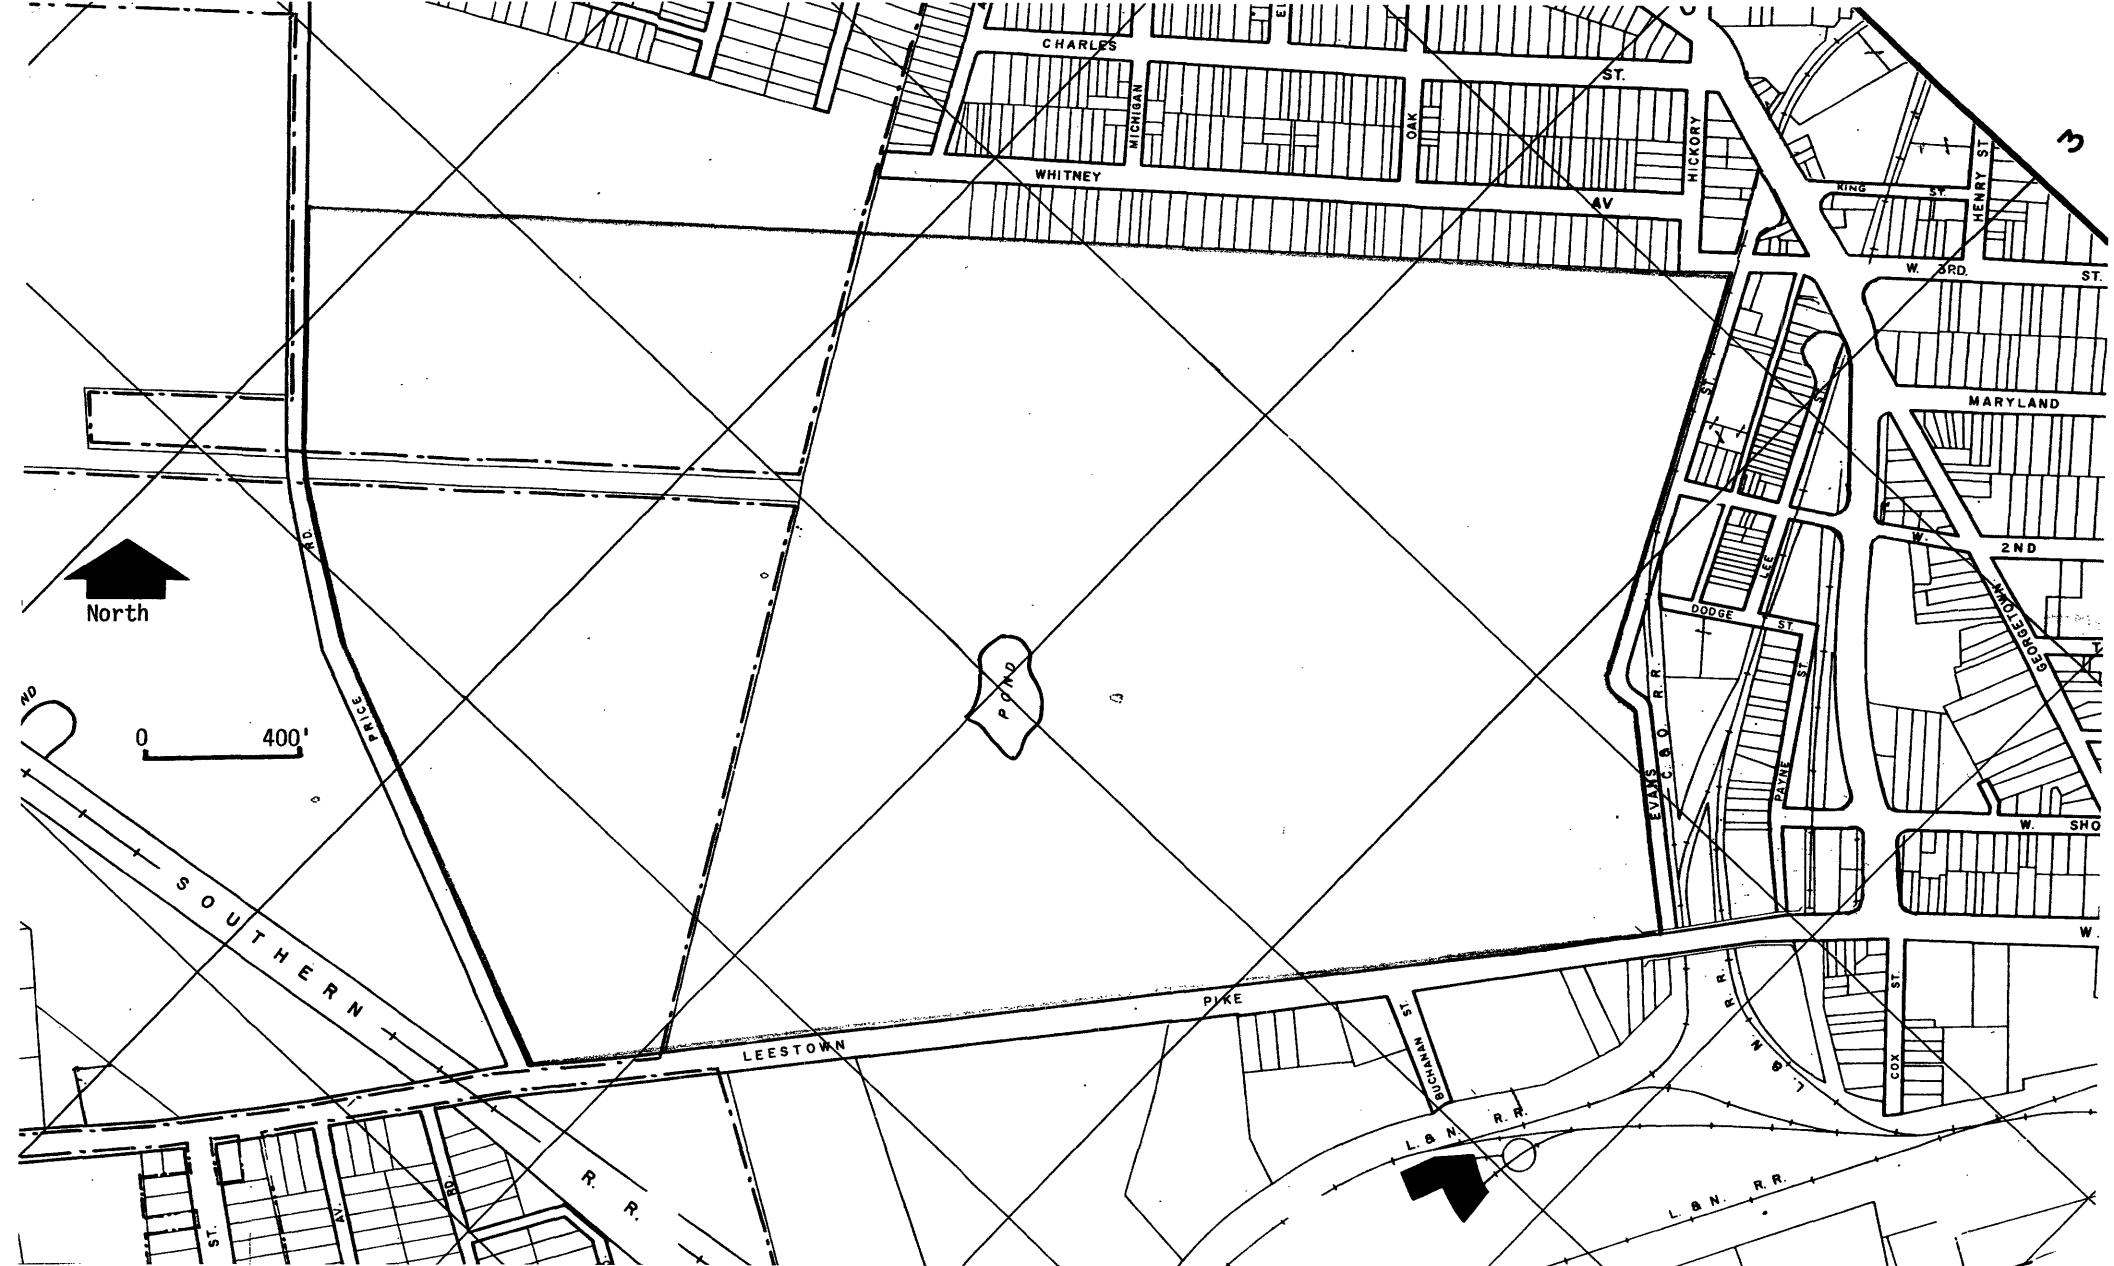 CHARLES
ST.
MICHIGAN
OAK
HICKORY
3
WHITNEY
AV
KING
ST.
HENRY ST
W. 3RD.
ST.
ST.
ST.
MARYLAND
RD.
North
W.
2ND
LEE
DODGE
ST.
GEORGETOWN
POND
R. R.
ST
ND
PRICE
0 400'
C & O.
EVANS
PAYNE
W. SHO
SOUTHERN
W.
PIKE
LEESTOWN
BUCHANAN ST.
L. & N. R. R.
COX ST.
L. & N. R. R.
R. R.
L. & N. R. R.
ST.
AV.
RD